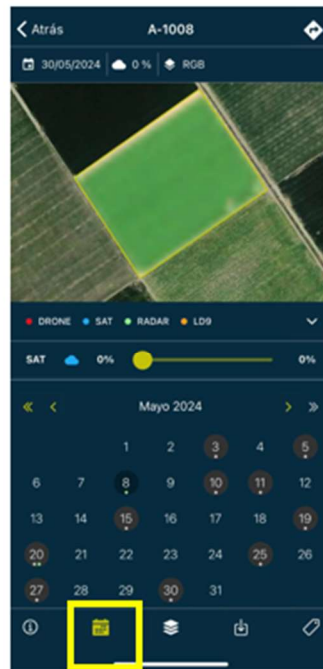 Atrás A-1008
30/05/2024 0 % RGB
DRONE SAT RADAR LD9
SAT 0% 0%
« < Mayo 2024 > »
1 2 3 4 5
6 7 8 9 10 11 12
13 14 15 16 17 18 19
20 21 22 23 24 25 26
27 28 29 30 31